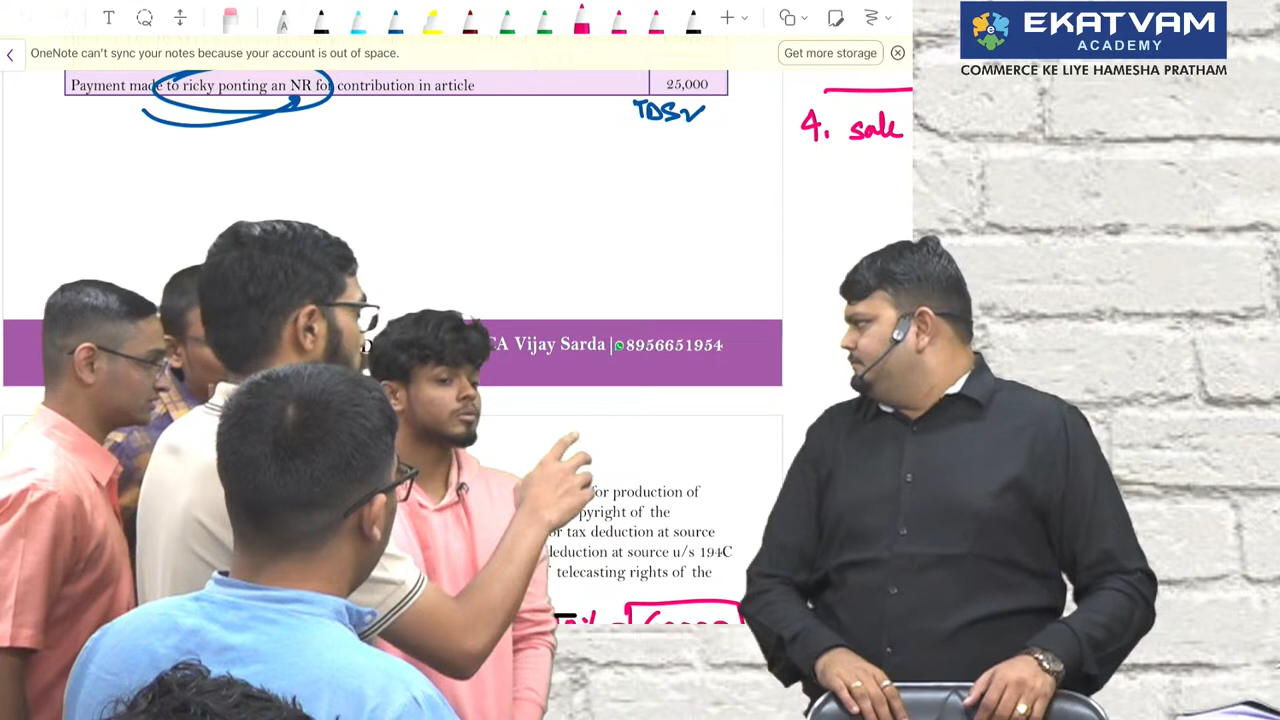 EKATVAM
ACADEMY
COMMERCE KE LIYE HAMESHA PRATHAM
OneNote can't sync your notes because your account is out of space.
Get more storage
Payment made to ricky ponting an NR for contribution in article 25,000
TDS
4. sale
CA Vijay Sarda | 8956651954
for production of
of the
tax deduction at source
deduction at source u/s 194C
telecasting rights of the